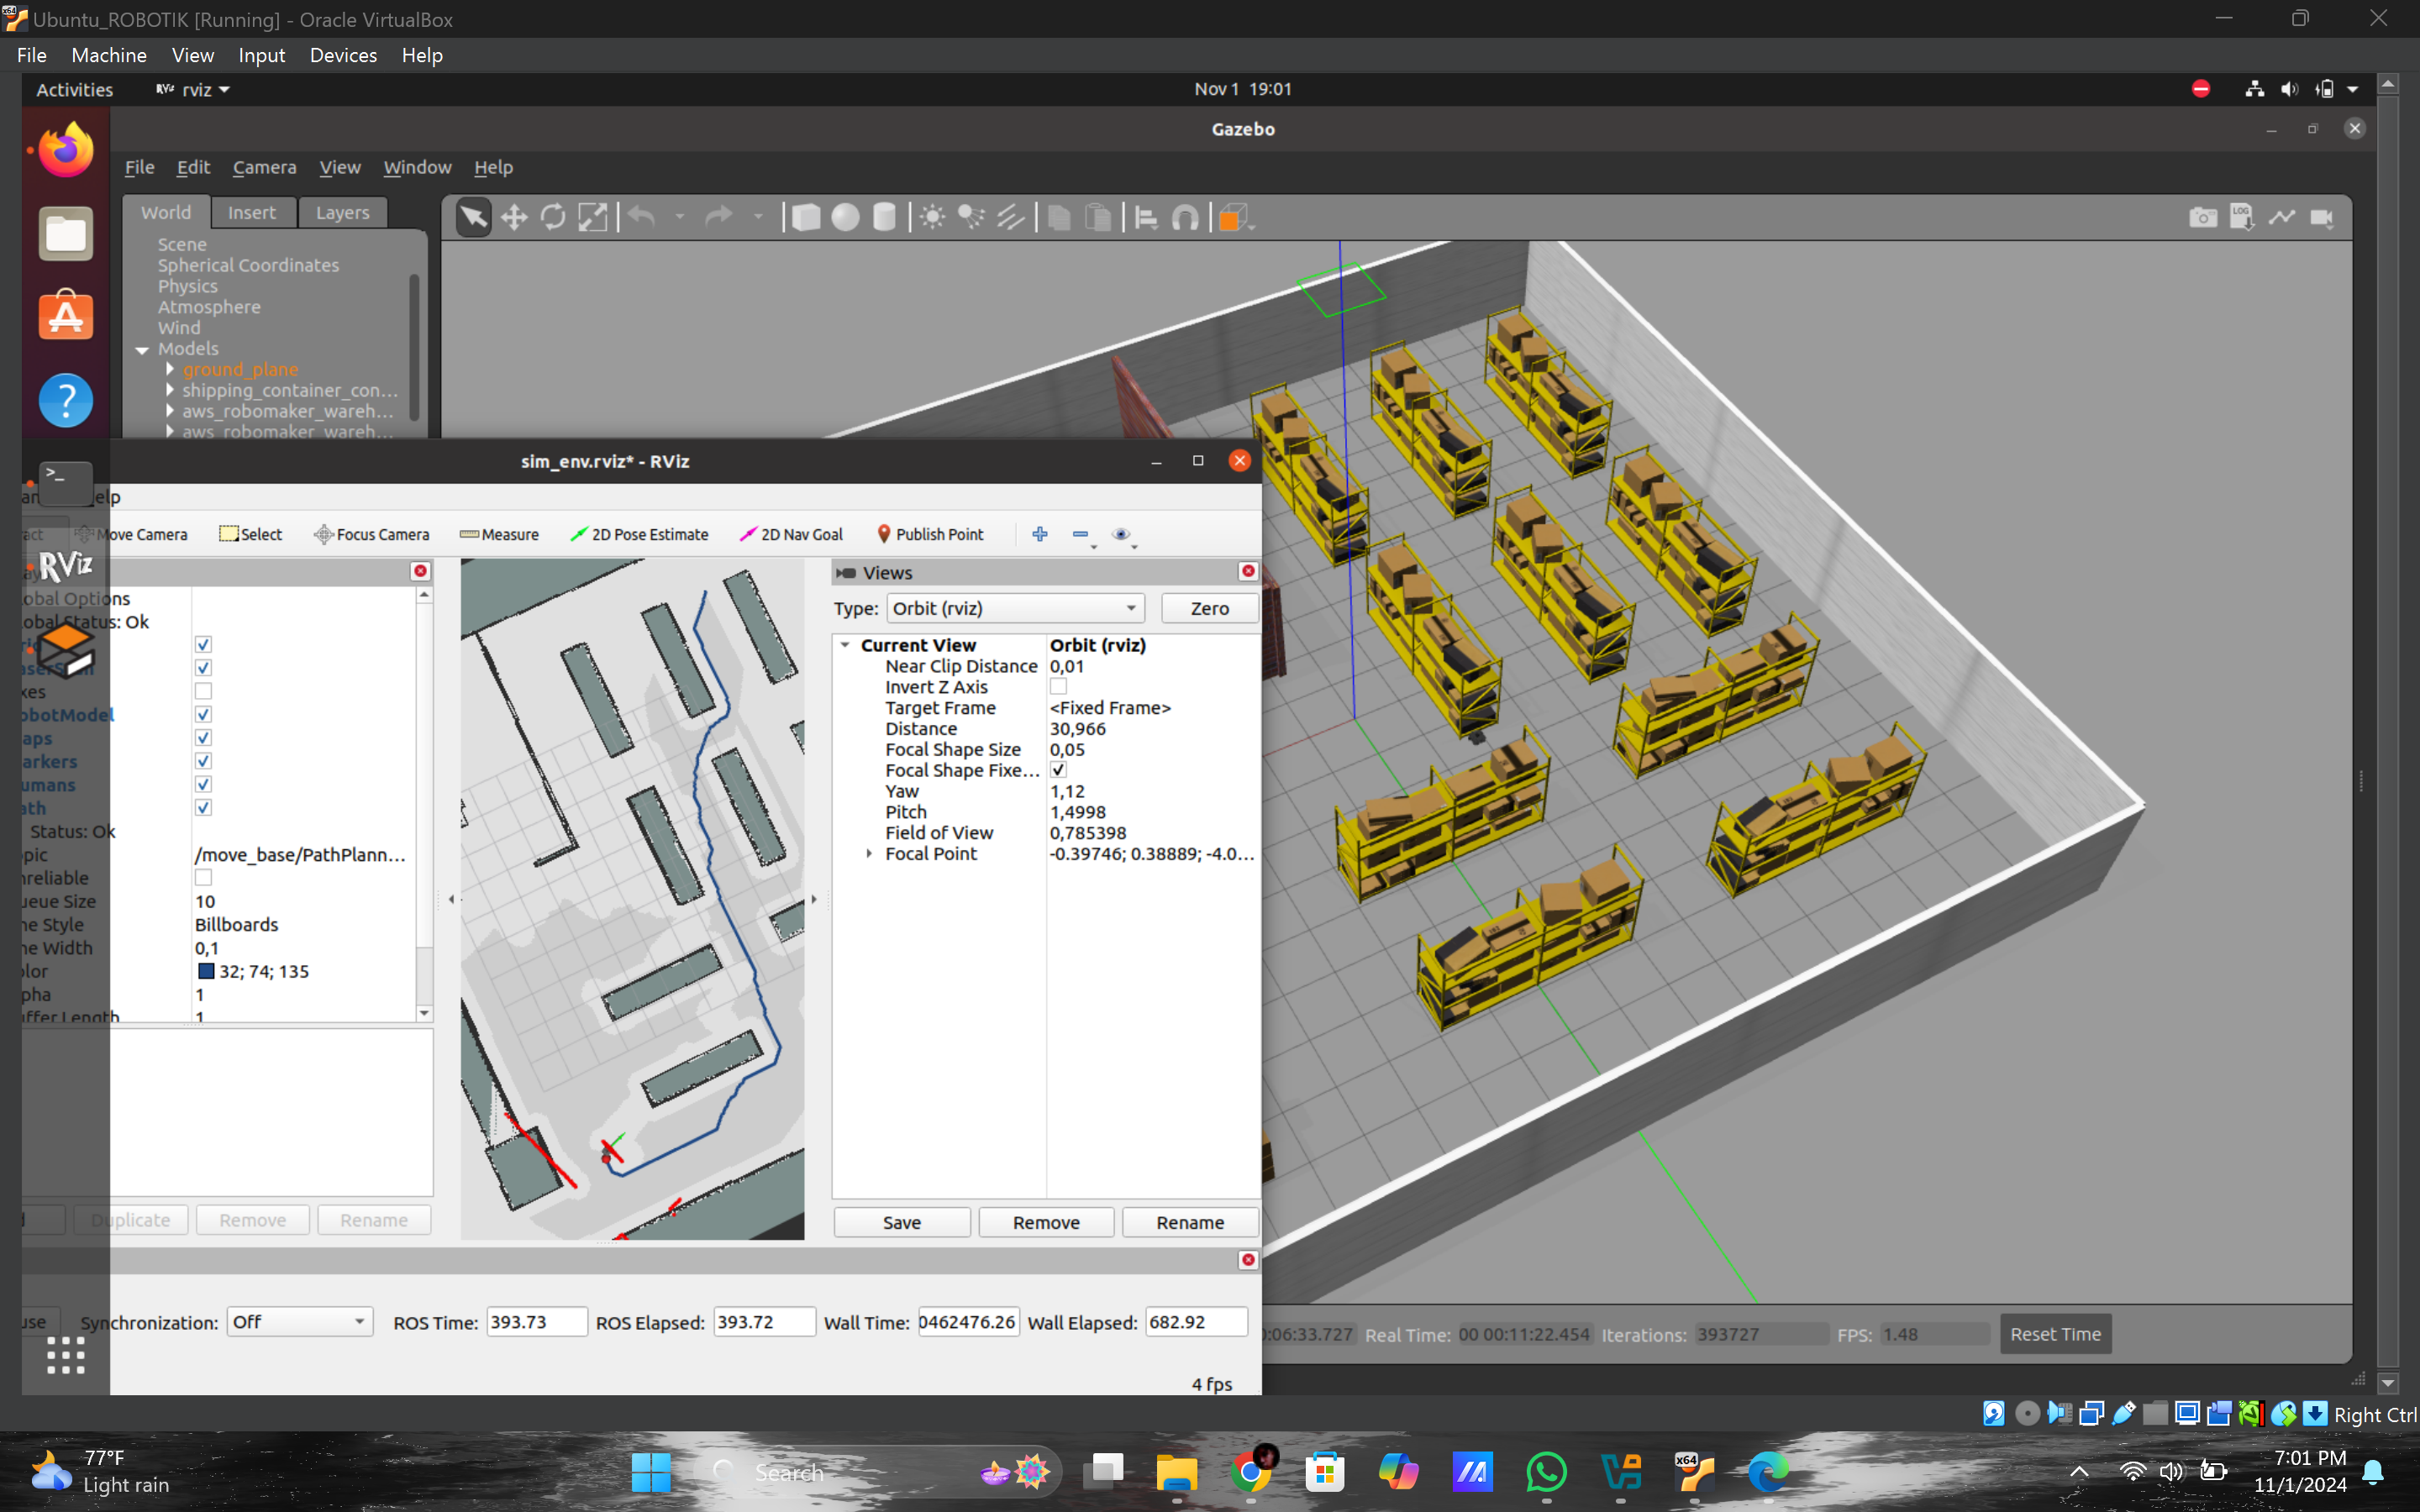 Ubuntu_ROBOTIK [Running] - Oracle VirtualBox
File Machine View Input Devices Help
Activities rviz Nov 1 19:01
Gazebo
File Edit Camera View Window Help
World Insert Layers
Scene
Spherical Coordinates
Physics
Atmosphere
Wind
Models
ground_plane
shipping_container_con...
aws_robomaker_wareh...
aws_robomaker_wareh...
sim_env.rviz* - RViz
elp
Move Camera Select Focus Camera Measure 2D Pose Estimate 2D Nav Goal Publish Point
RViz
Views
Type: Orbit (rviz) Zero
obal Options
obal Status: Ok
xes
obotModel
aps
arkers
umans
ath
Status: Ok
pic /move_base/PathPlann...
nreliable
ueue Size 10
ne Style Billboards
ne Width 0,1
olor 32; 74; 135
pha 1
uffer Length 1
Current View Orbit (rviz)
Near Clip Distance 0,01
Invert Z Axis
Target Frame <Fixed Frame>
Distance 30,966
Focal Shape Size 0,05
Focal Shape Fixe...
Yaw 1,12
Pitch 1,4998
Field of View 0,785398
Focal Point -0.39746; 0.38889; -4.0...
Duplicate Remove Rename
Save Remove Rename
use Synchronization: Off ROS Time: 393.73 ROS Elapsed: 393.72 Wall Time: 0462476.26 Wall Elapsed: 682.92
4 fps
0:06:33.727 Real Time: 00 00:11:22.454 Iterations: 393727 FPS: 1.48 Reset Time
Right Ctrl
77°F
Light rain
Search
7:01 PM
11/1/2024